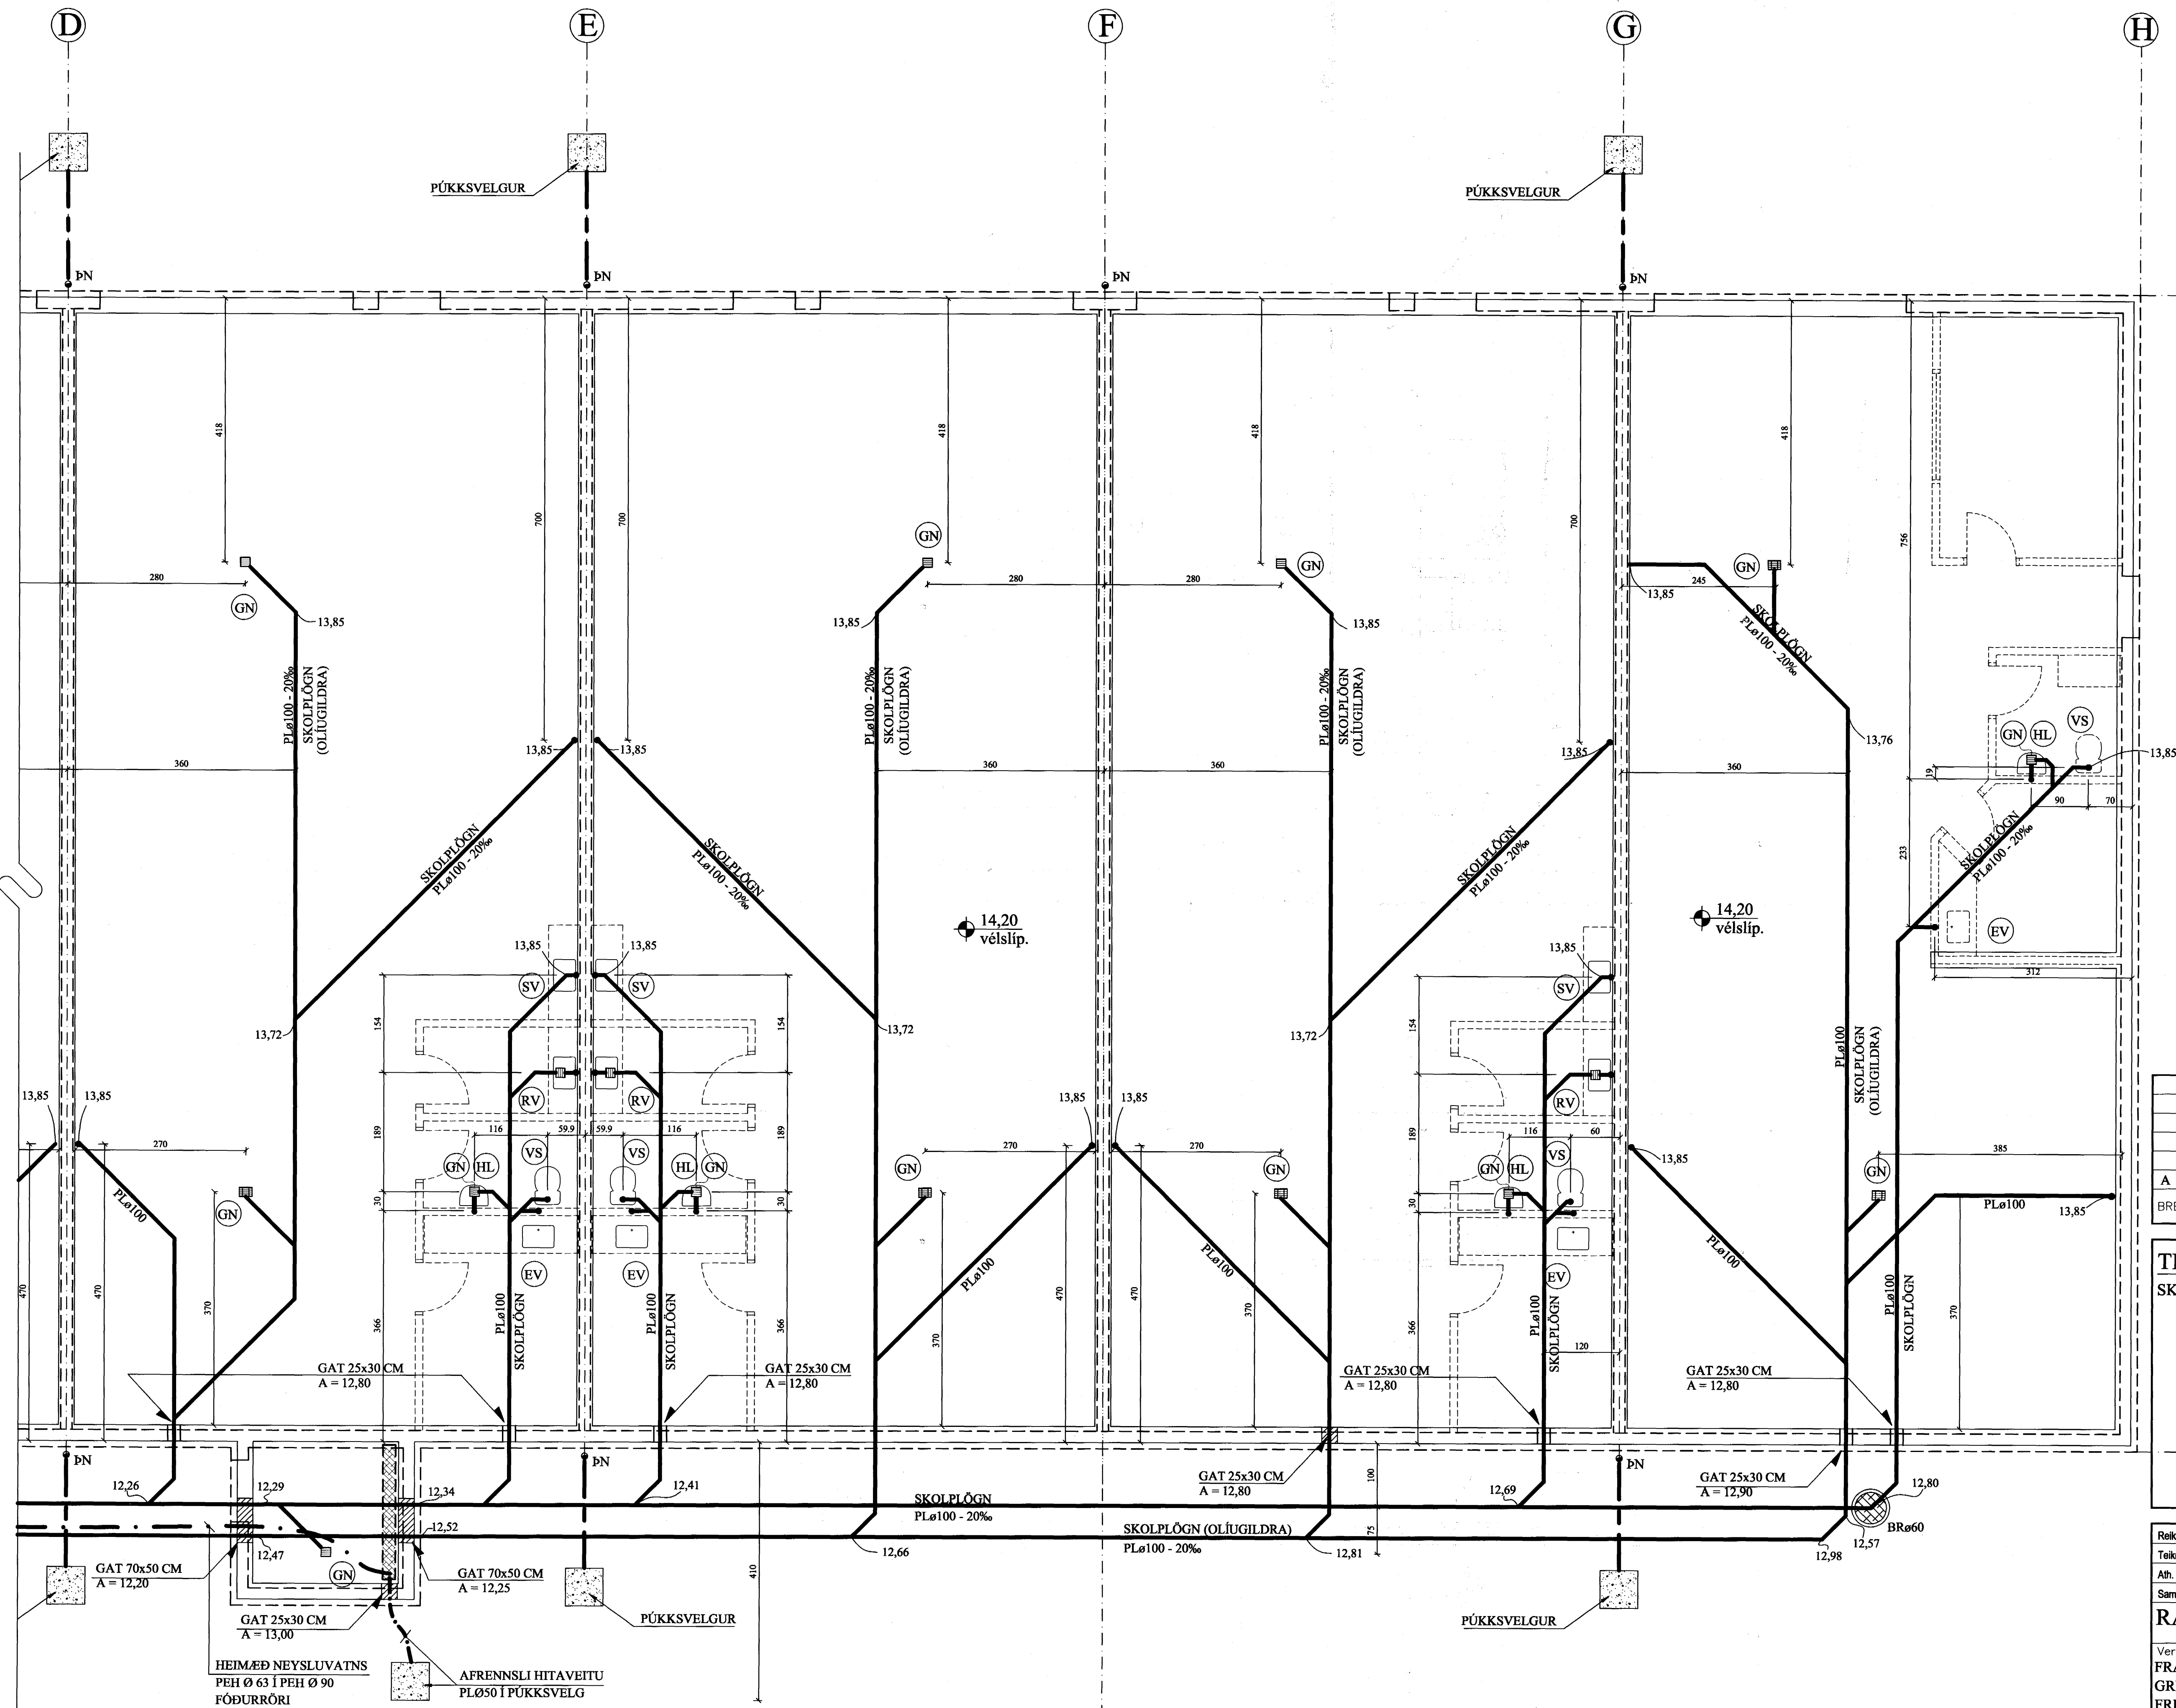 D
E
F
G
H
PÚKKSVELGUR
PÚKKSVELGUR
ÞN
ÞN
ÞN
ÞN
418
700
700
418
418
700
418
756
GN
GN
GN
GN
280
280
280
245
13,85
13,85
13,85
13,85
PLø100 - 20‰
SKOLPLÖGN
(OLÍUGILDRA)
PLø100 - 20‰
SKOLPLÖGN
(OLÍUGILDRA)
PLø100 - 20‰
SKOLPLÖGN
(OLÍUGILDRA)
SKOLPLÖGN
PLø100 - 20‰
13,85
13,85
13,85
13,76
GN
HL
VS
13,85
360
360
360
360
19
90
70
SKOLPLÖGN
PLø100 - 20‰
SKOLPLÖGN
PLø100 - 20‰
SKOLPLÖGN
PLø100 - 20‰
SKOLPLÖGN
PLø100 - 20‰
233
14,20
vélslíp.
14,20
vélslíp.
EV
312
13,85
13,85
13,85
SV
SV
SV
13,72
13,72
13,72
154
154
154
PLø100
SKOLPLÖGN
(OLÍUGILDRA)
RV
RV
RV
13,85
13,85
13,85
13,85
13,85
270
270
270
385
189
189
189
116
59.9
59.9
116
116
60
GN
HL
VS
VS
HL
GN
GN
HL
VS
GN
GN
GN
GN
30
30
30
PLø100
PLø100
PLø100
PLø100
PLø100
13,85
EV
EV
EV
470
470
370
366
366
370
470
470
370
366
370
PLø100
SKOLPLÖGN
PLø100
SKOLPLÖGN
PLø100
SKOLPLÖGN
PLø100
SKOLPLÖGN
120
GAT 25x30 CM
A = 12,80
GAT 25x30 CM
A = 12,80
GAT 25x30 CM
A = 12,80
GAT 25x30 CM
A = 12,80
ÞN
ÞN
ÞN
GAT 25x30 CM
A = 12,80
GAT 25x30 CM
A = 12,90
100
75
410
12,26
12,29
12,34
12,41
12,69
12,80
SKOLPLÖGN
PLø100 - 20‰
SKOLPLÖGN (OLÍUGILDRA)
PLø100 - 20‰
BRø60
12,47
12,52
12,66
12,81
12,98
12,57
GAT 70x50 CM
A = 12,20
GN
GAT 70x50 CM
A = 12,25
GAT 25x30 CM
A = 13,00
PÚKKSVELGUR
PÚKKSVELGUR
HEIMÆÐ NEYSLUVATNS
PEH Ø 63 Í PEH Ø 90
FÓÐURRÖRI
AFRENNSLI HITAVEITU
PLØ50 Í PÚKKSVELG
A
BRE
SK
Reik
Teik
Ath.
Sam
RA
Ver
FRA
GR